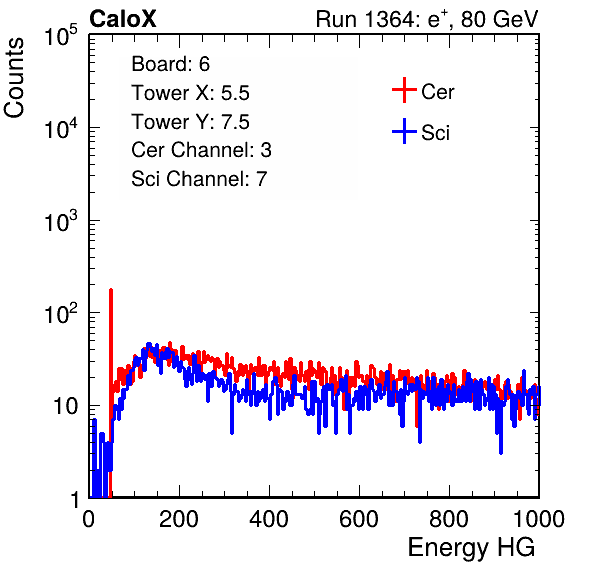 CaloX Run 1364: e⁺, 80 GeV
Counts
Board: 6
Tower X: 5.5
Tower Y: 7.5
Cer Channel: 3
Sci Channel: 7
Cer
Sci
10⁵
10⁴
10³
10²
10
1
0 200 400 600 800 1000
Energy HG